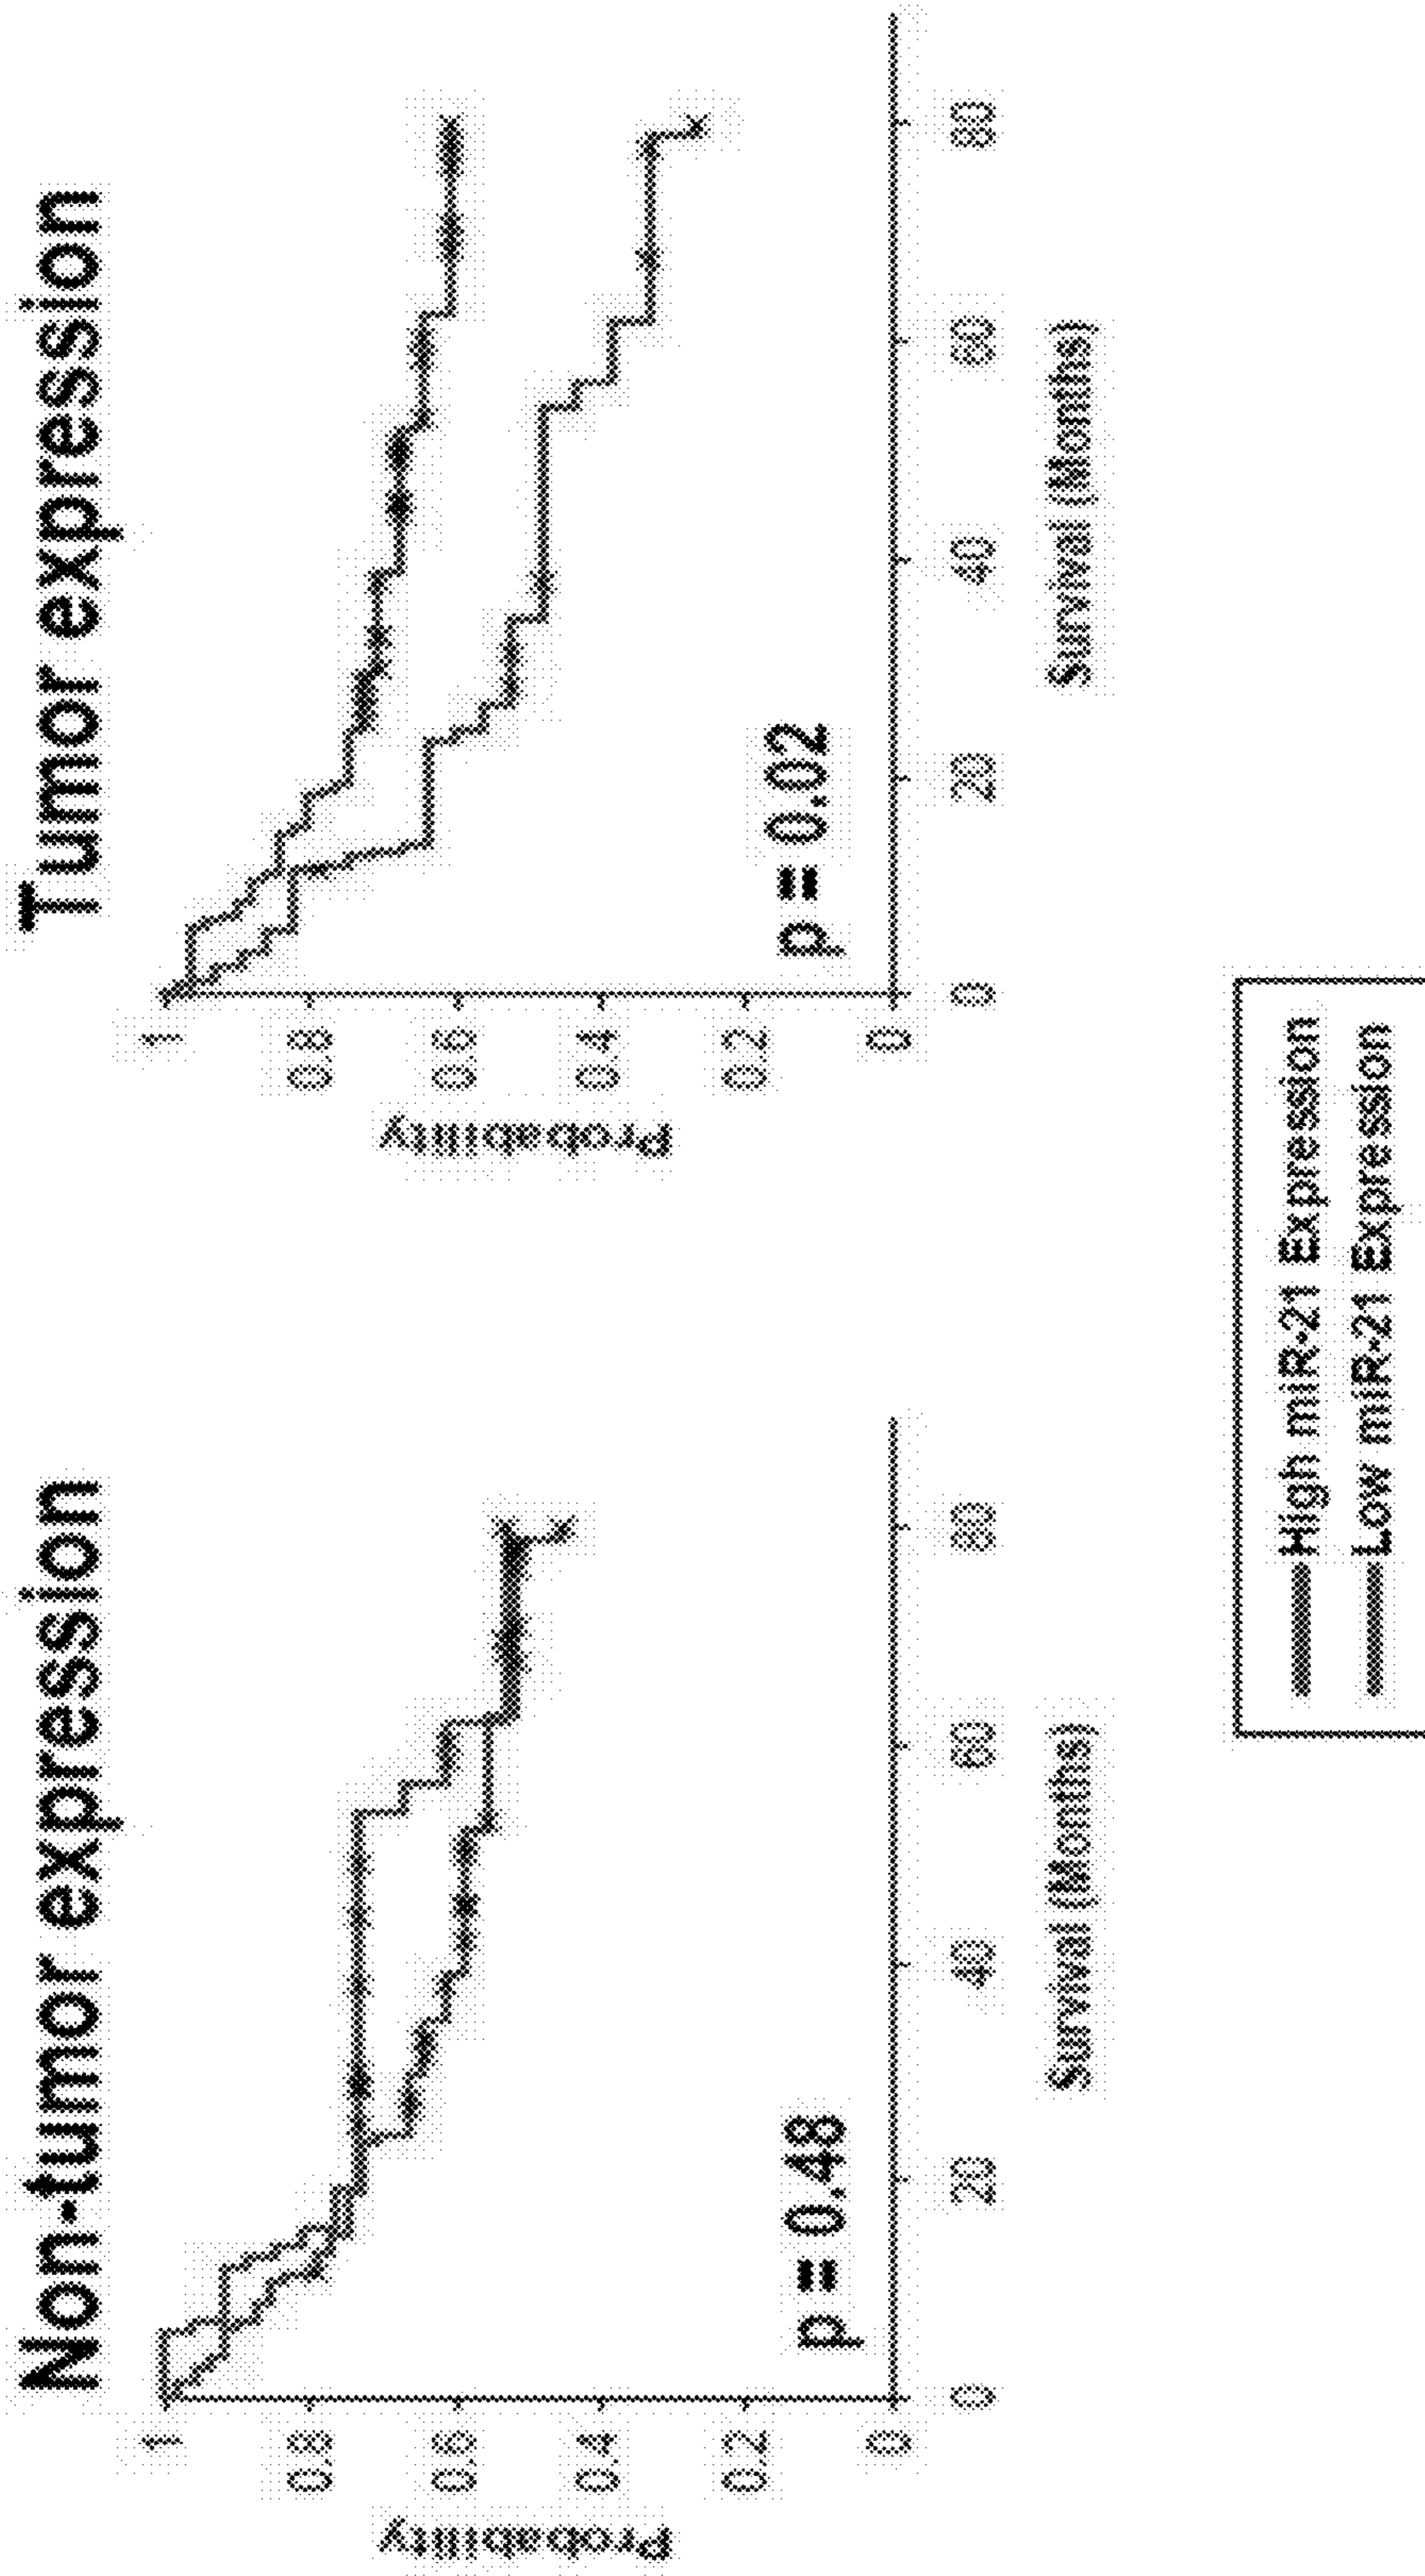 Non-tumor expression
Probability
1
0.8
0.6
0.4
0.2
0
p = 0.48
0 20 40 60 80
Survival (Months)
Tumor expression
Probability
1
0.8
0.6
0.4
0.2
0
p = 0.02
0 20 40 60 80
Survival (Months)
High miR-21 Expression
Low miR-21 Expression